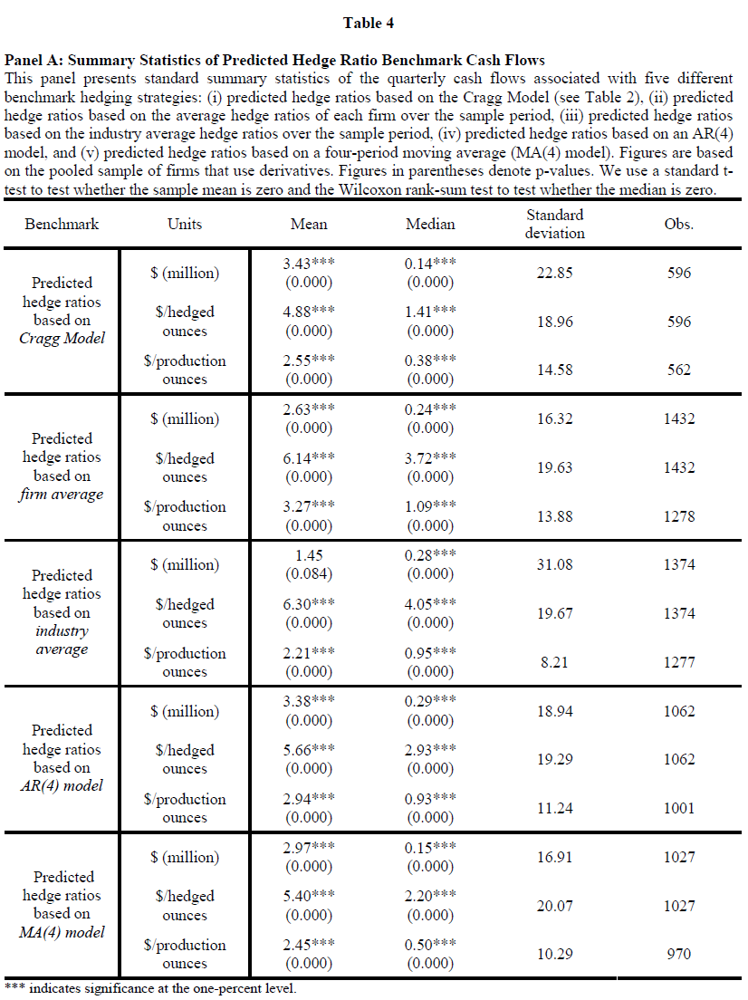 Table 4
Panel A: Summary Statistics of Predicted Hedge Ratio Benchmark Cash Flows
This panel presents standard summary statistics of the quarterly cash flows associated with five different
benchmark hedging strategies: (i) predicted hedge ratios based on the Cragg Model (see Table 2), (ii) predicted
hedge ratios based on the average hedge ratios of each firm over the sample period, (iii) predicted hedge ratios
based on the industry average hedge ratios over the sample period, (iv) predicted hedge ratios based on an AR(4)
model, and (v) predicted hedge ratios based on a four-period moving average (MA(4) model). Figures are based
on the pooled sample of firms that use derivatives. Figures in parentheses denote p-values. We use a standard t-
test to test whether the sample mean is zero and the Wilcoxon rank-sum test to test whether the median is zero.
Benchmark Units Mean Median Standard deviation Obs.
Predicted
hedge ratios
based on
Cragg Model
$ (million) 3.43*** 0.14*** 22.85 596
(0.000) (0.000)
$/hedged ounces 4.88*** 1.41*** 18.96 596
(0.000) (0.000)
$/production ounces 2.55*** 0.38*** 14.58 562
(0.000) (0.000)
Predicted
hedge ratios
based on
firm average
$ (million) 2.63*** 0.24*** 16.32 1432
(0.000) (0.000)
$/hedged ounces 6.14*** 3.72*** 19.63 1432
(0.000) (0.000)
$/production ounces 3.27*** 1.09*** 13.88 1278
(0.000) (0.000)
Predicted
hedge ratios
based on
industry
average
$ (million) 1.45 0.28*** 31.08 1374
(0.084) (0.000)
$/hedged ounces 6.30*** 4.05*** 19.67 1374
(0.000) (0.000)
$/production ounces 2.21*** 0.95*** 8.21 1277
(0.000) (0.000)
Predicted
hedge ratios
based on
AR(4) model
$ (million) 3.38*** 0.29*** 18.94 1062
(0.000) (0.000)
$/hedged ounces 5.66*** 2.93*** 19.29 1062
(0.000) (0.000)
$/production ounces 2.94*** 0.93*** 11.24 1001
(0.000) (0.000)
Predicted
hedge ratios
based on
MA(4) model
$ (million) 2.97*** 0.15*** 16.91 1027
(0.000) (0.000)
$/hedged ounces 5.40*** 2.20*** 20.07 1027
(0.000) (0.000)
$/production ounces 2.45*** 0.50*** 10.29 970
(0.000) (0.000)
*** indicates significance at the one-percent level.